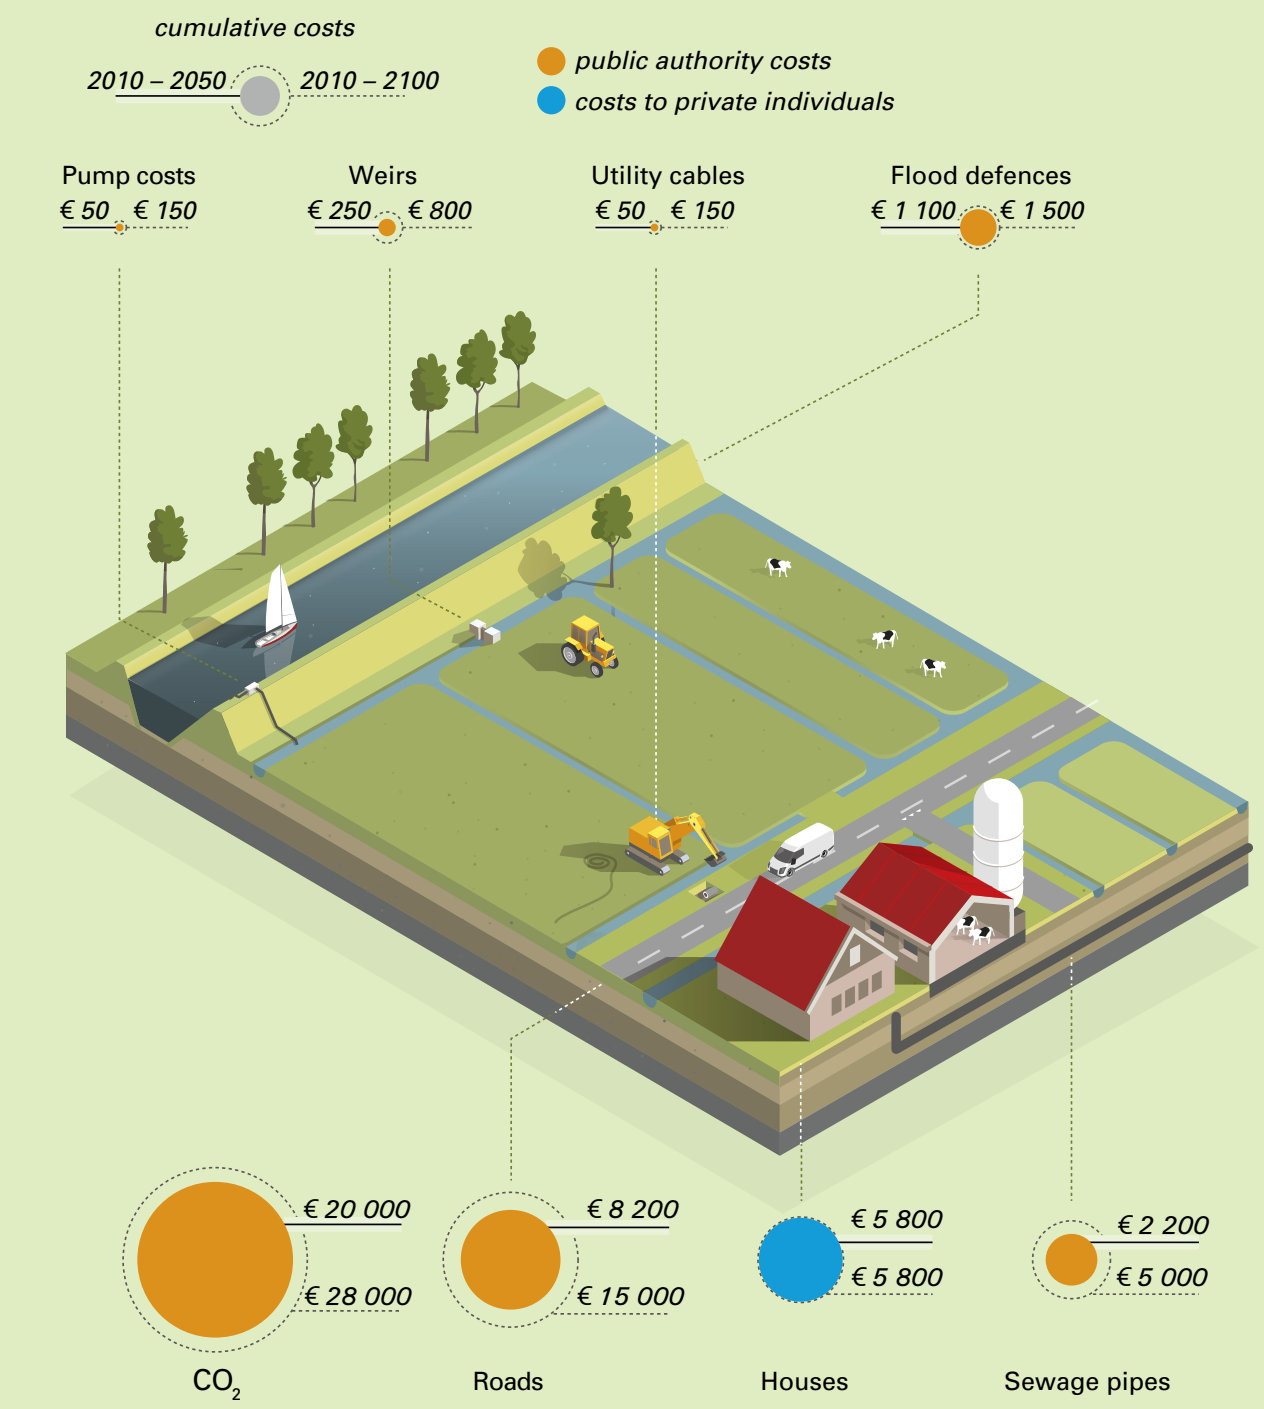 cumulative costs
2010 – 2050 2010 – 2100
public authority costs
costs to private individuals
Pump costs
€ 50 € 150
Weirs
€ 250 € 800
Utility cables
€ 50 € 150
Flood defences
€ 1 100 € 1 500
€ 20 000
€ 28 000
CO2
€ 8 200
€ 15 000
Roads
€ 5 800
€ 5 800
Houses
€ 2 200
€ 5 000
Sewage pipes